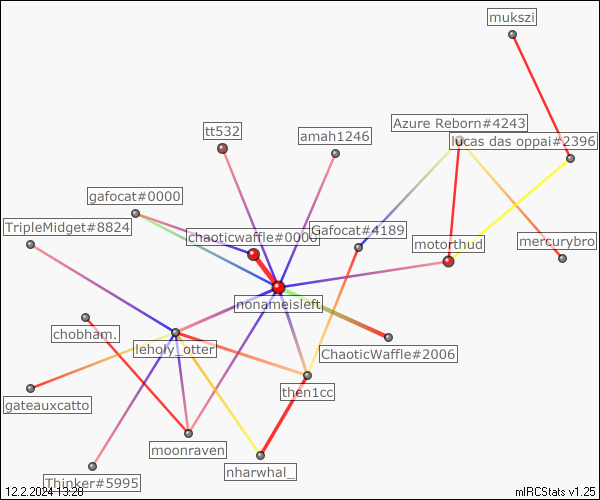 mukszi
Azure Reborn#4243
tt532
amah1246
lucas das oppai#2396
gafocat#0000
TripleMidget#8824
chaoticwaffle#0000
Gafocat#4189
motorthud
mercurybro
nonameisleft
chobham.
leholy_otter
ChaoticWaffle#2006
then1cc
gateauxcatto
moonraven
nharwhal_
Thinker#5995
12.2.2024 13:28
mIRCStats v1.25